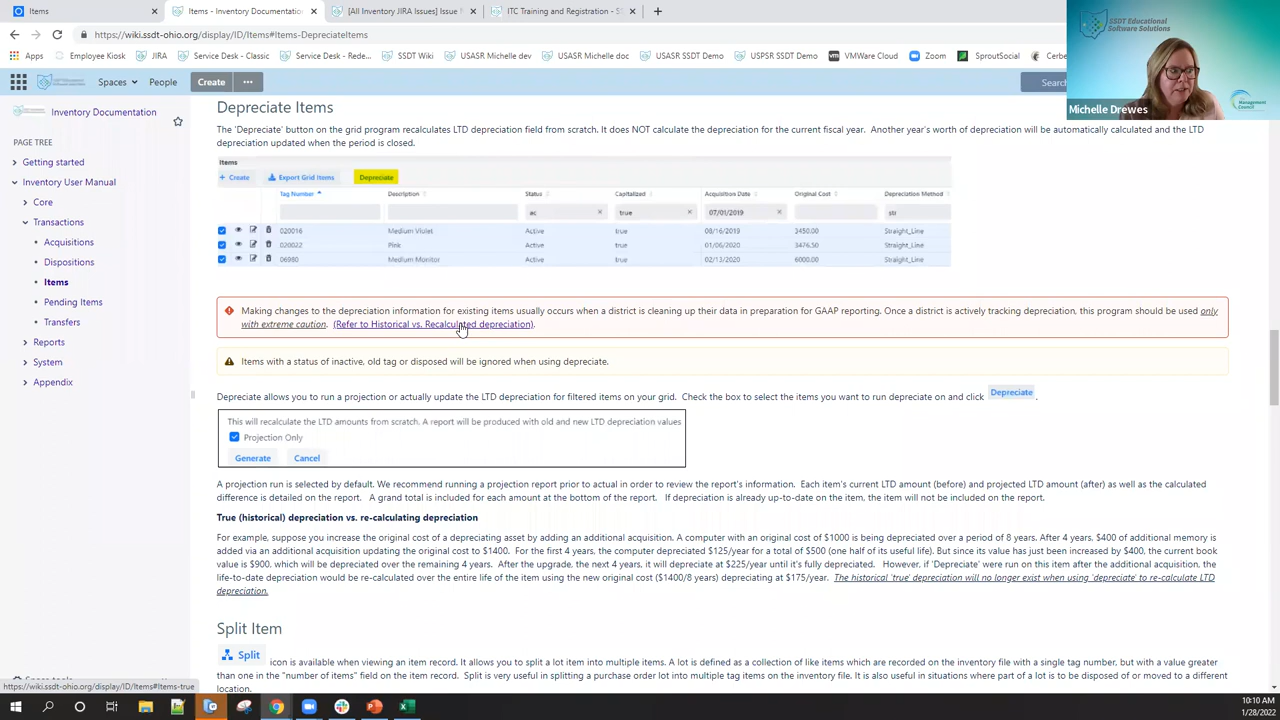 Items
Items - Inventory Documentation
[All Inventory JIRA Issues] Issue
ITC Training and Registration - SS
SSDT Educational
Software Solutions
wiki.ssdt-ohio.org/display/ID/Items#Items-DepreciateItems
Apps
Employee Kiosk
JIRA
Service Desk - Classic
Service Desk - Rede
SSDT Wiki
USASR Michelle dev
USASR Michelle doc
USASR SSDT Demo
USPSR SSDT Demo
VMWare Cloud
Zoom
SproutSocial
Cerbe
Spaces
People
Create
Search
Management
Council
Michelle Drewes
Inventory Documentation
PAGE TREE
Getting started
Inventory User Manual
Core
Transactions
Acquisitions
Dispositions
Items
Pending Items
Transfers
Reports
System
Appendix
Depreciate Items
The 'Depreciate' button on the grid program recalculates LTD depreciation field from scratch. It does NOT calculate the depreciation for the current fiscal year. Another year's worth of depreciation will be automatically calculated and the LTD
depreciation updated when the period is closed.
Items
+ Create
Export Grid Items
Depreciate
Tag Number Description Status Capitalized Acquisition Date Original Cost Depreciation Method
ac × true × 07/01/2019 × str
020016 Medium Violet Active true 08/16/2019 3450.00 Straight_Line
020022 Pink Active true 01/06/2020 3476.50 Straight_Line
06980 Medium Monitor Active true 02/13/2020 6000.00 Straight_Line
Making changes to the depreciation information for existing items usually occurs when a district is cleaning up their data in preparation for GAAP reporting. Once a district is actively tracking depreciation, this program should be used only
with extreme caution. (Refer to Historical vs. Recalculated depreciation).
Items with a status of inactive, old tag or disposed will be ignored when using depreciate.
Depreciate allows you to run a projection or actually update the LTD depreciation for filtered items on your grid. Check the box to select the items you want to run depreciate on and click Depreciate .
This will recalculate the LTD amounts from scratch. A report will be produced with old and new LTD depreciation values
Projection Only
Generate
Cancel
A projection run is selected by default. We recommend running a projection report prior to actual in order to review the report's information. Each item's current LTD amount (before) and projected LTD amount (after) as well as the calculated
difference is detailed on the report. A grand total is included for each amount at the bottom of the report. If depreciation is already up-to-date on the item, the item will not be included on the report.
True (historical) depreciation vs. re-calculating depreciation
For example, suppose you increase the original cost of a depreciating asset by adding an additional acquisition. A computer with an original cost of $1000 is being depreciated over a period of 8 years. After 4 years, $400 of additional memory is
added via an additional acquisition updating the original cost to $1400. For the first 4 years, the computer depreciated $125/year for a total of $500 (one half of its useful life). But since its value has just been increased by $400, the current book
value is $900, which will be depreciated over the remaining 4 years. After the upgrade, the next 4 years, it will depreciate at $225/year until it's fully depreciated. However, if 'Depreciate' were run on this item after the additional acquisition, the
life-to-date depreciation would be re-calculated over the entire life of the item using the new original cost ($1400/8 years) depreciating at $175/year. The historical 'true' depreciation will no longer exist when using 'depreciate' to re-calculate LTD
depreciation.
Split Item
Split icon is available when viewing an item record. It allows you to split a lot item into multiple items. A lot is defined as a collection of like items which are recorded on the inventory file with a single tag number, but with a value greater
than one in the "number of items" field on the item record. Split is very useful in splitting a purchase order lot into multiple tag items on the inventory file. It is also useful in situations where part of a lot is to be disposed of or moved to a different
location.
https://wiki.ssdt-ohio.org/display/ID/Items#Items-true
10:10 AM
1/28/2022